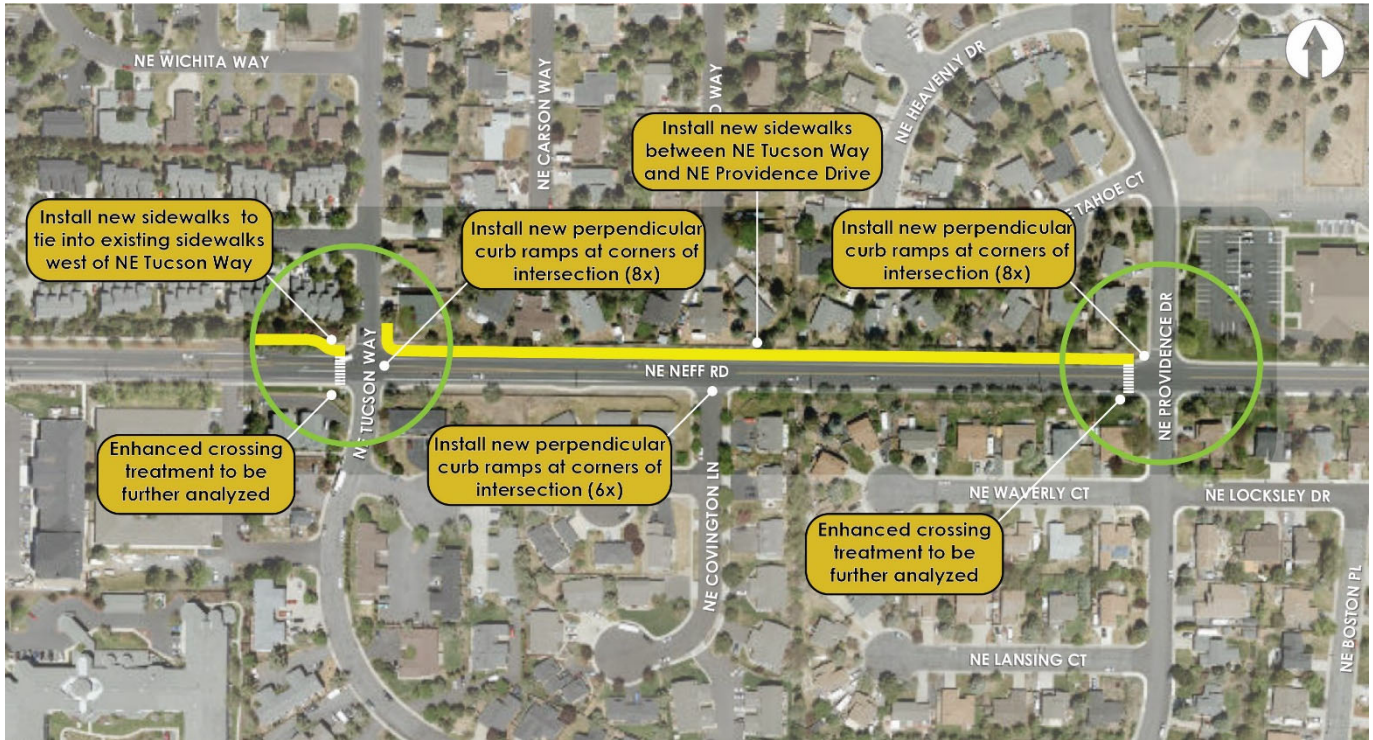 NE WICHITA WAY
NE CARSON WAY
WAY
NE HEAVENLY DR
TAHOE CT
Install new sidewalks
between NE Tucson Way
and NE Providence Drive
Install new sidewalks to
tie into existing sidewalks
west of NE Tucson Way
Install new perpendicular
curb ramps at corners of
intersection (8x)
Install new perpendicular
curb ramps at corners of
intersection (8x)
NE TUCSON WAY
NE NEFF RD
NE PROVIDENCE DR
Enhanced crossing
treatment to be
further analyzed
Install new perpendicular
curb ramps at corners of
intersection (6x)
NE COVINGTON LN
NE WAVERLY CT
NE LOCKSLEY DR
Enhanced crossing
treatment to be
further analyzed
NE LANSING CT
NE BOSTON PL